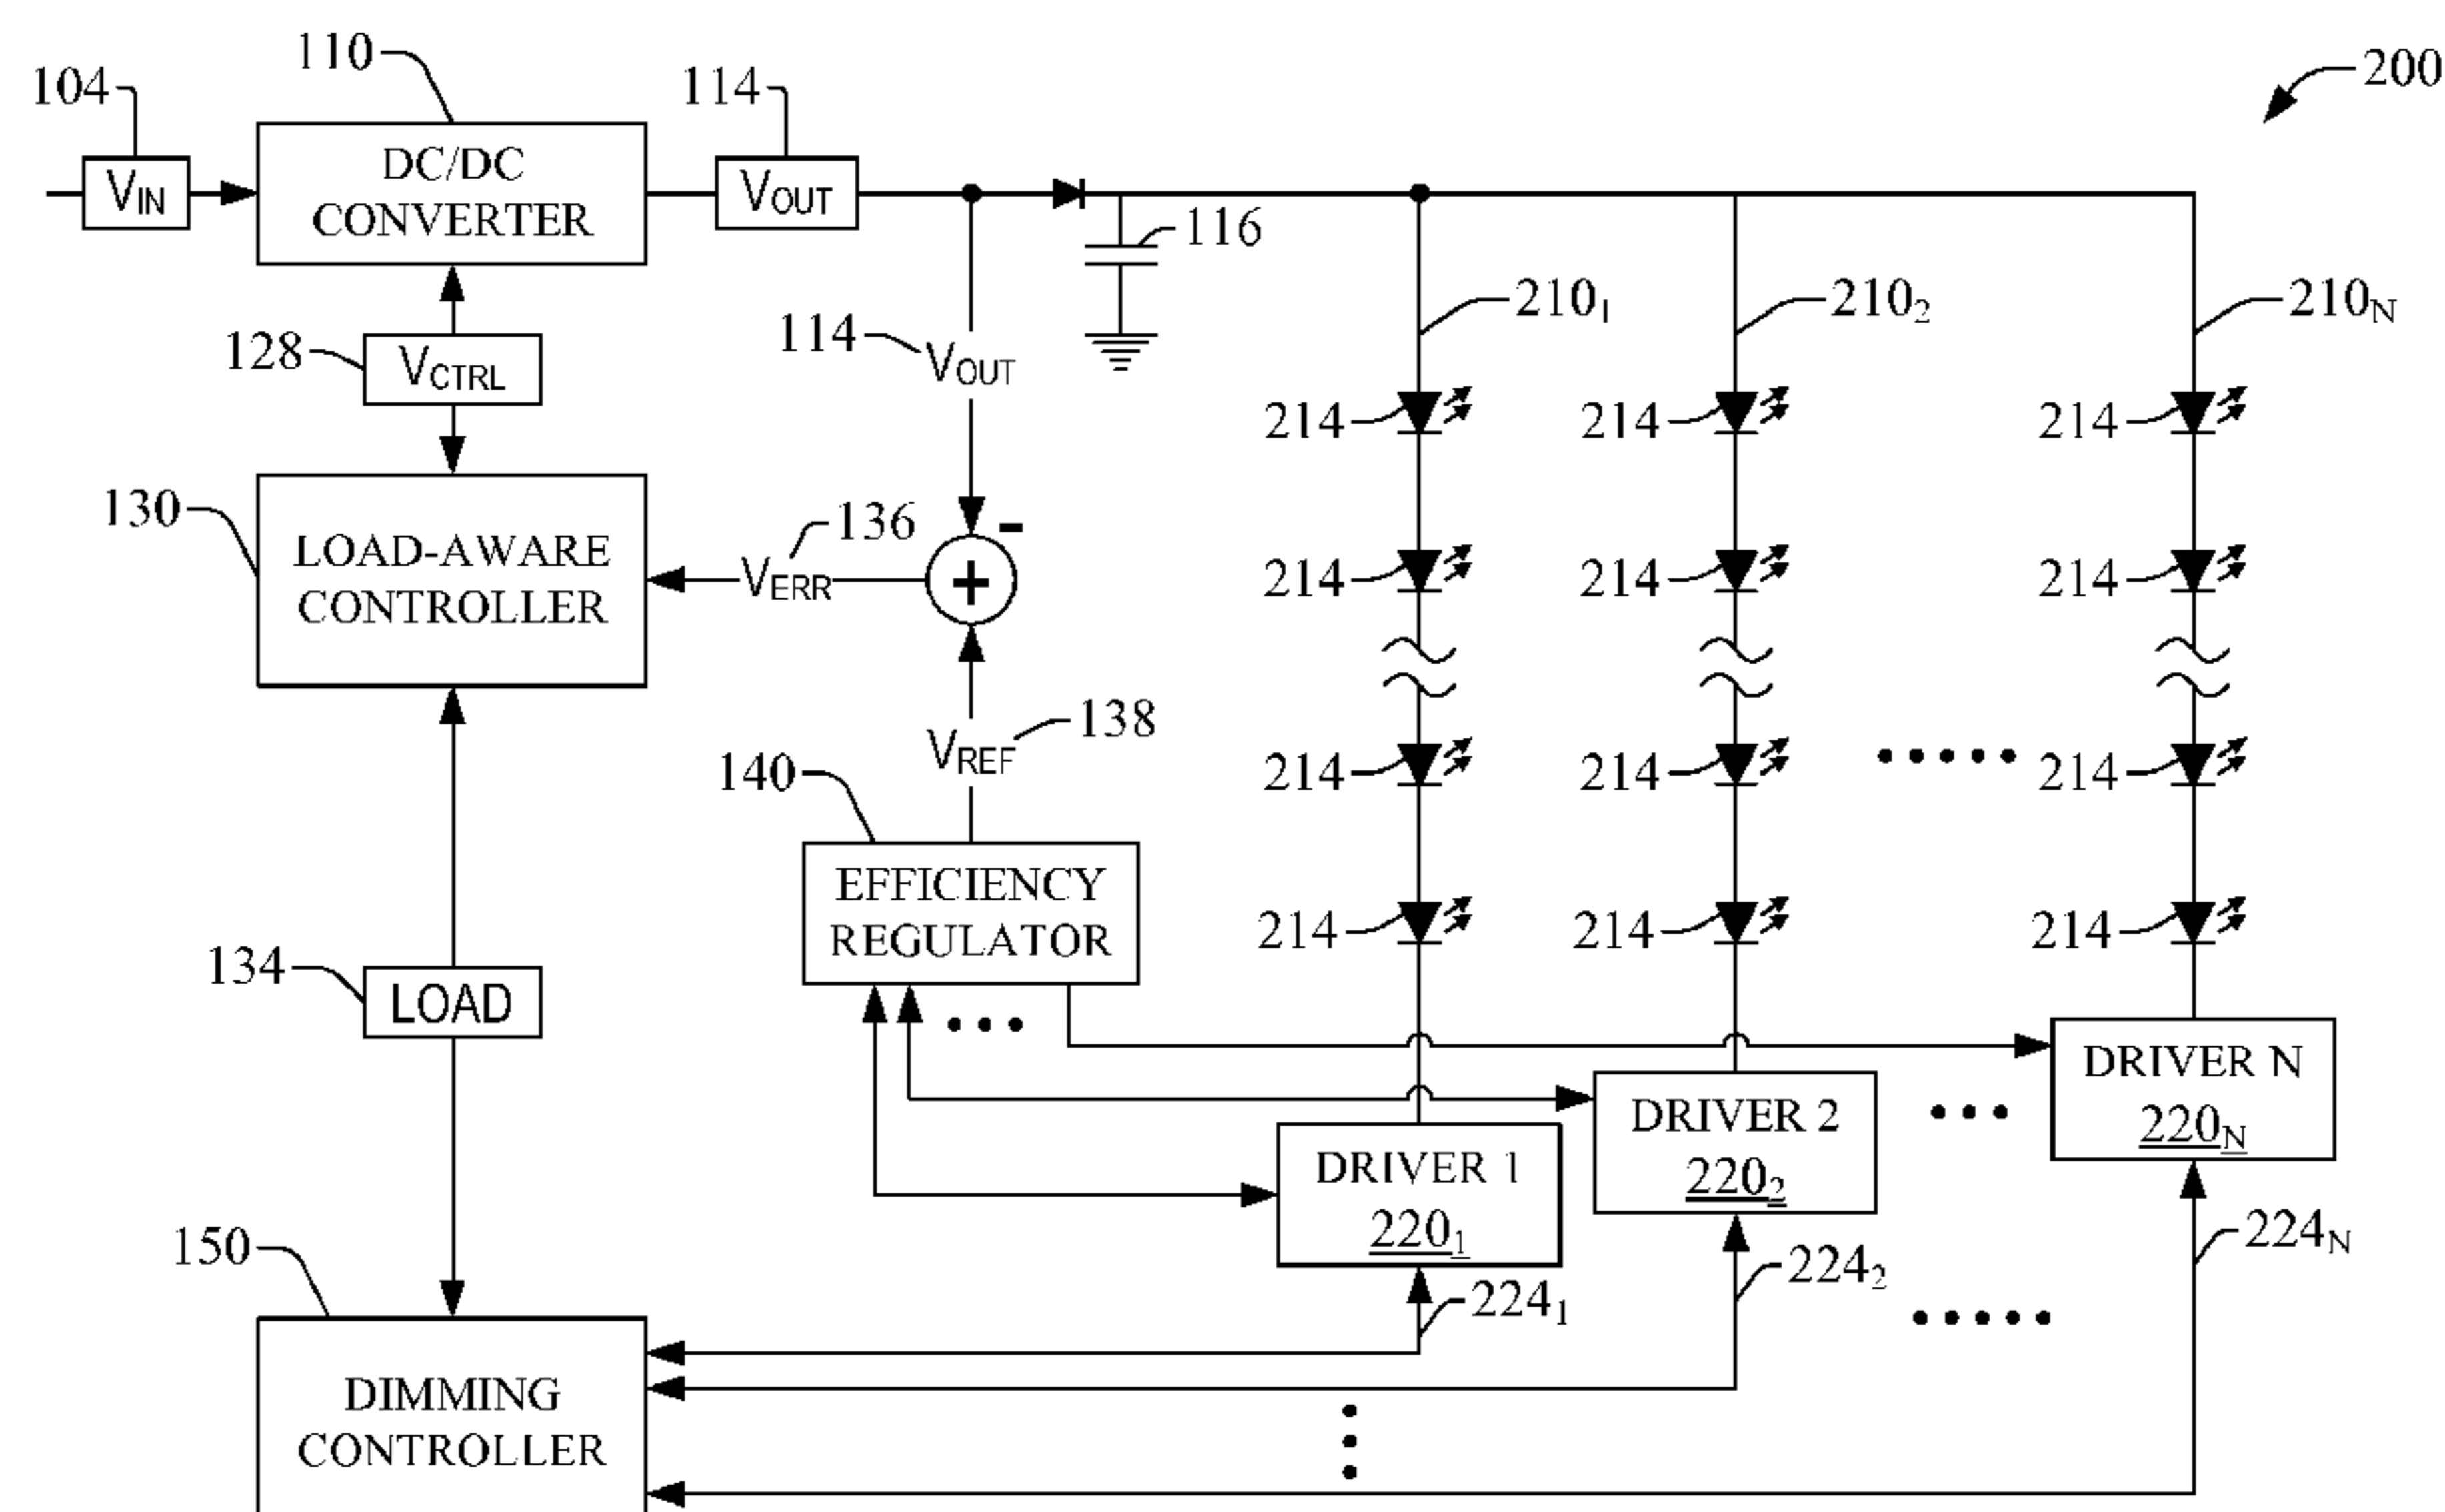 110
114
200
104
DC/DC
CONVERTER
VIN
VOUT
116
210₁
210₂
210N
128
VCTRL
114
VOUT
214
214
214
130
LOAD-AWARE
CONTROLLER
136
VERR
-
+
214
214
214
138
VREF
140
214
214
.....
214
EFFICIENCY
REGULATOR
214
214
214
134
LOAD
...
DRIVER N
220N
DRIVER 2
220₂
...
DRIVER 1
220₁
150
224₁
224₂
224N
.....
DIMMING
CONTROLLER